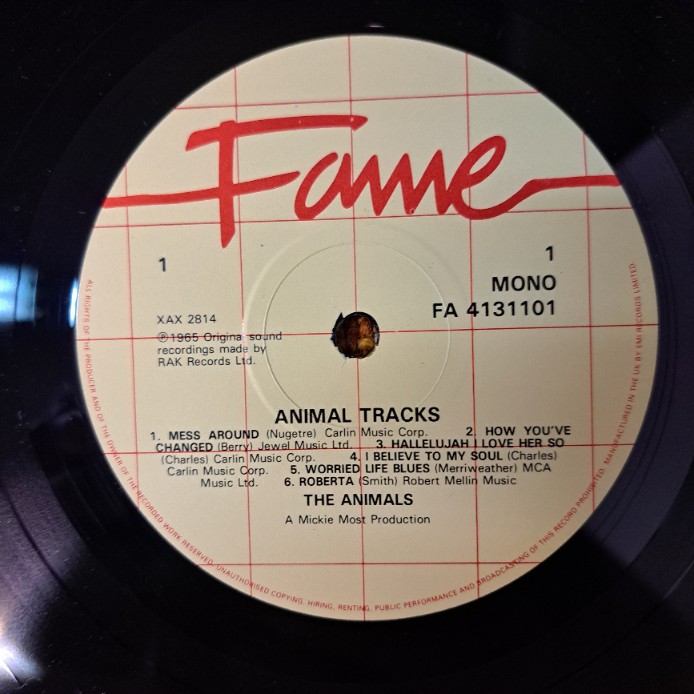 Fame
1
1
MONO
FA 4131101
XAX 2814
℗1965 Original sound
recordings made by
RAK Records Ltd.
ANIMAL TRACKS
1. MESS AROUND (Nugetre) Carlin Music Corp. 2. HOW YOU'VE
CHANGED (Berry) Jewel Music Ltd. 3. HALLELUJAH I LOVE HER SO
(Charles) Carlin Music Corp. 4. I BELIEVE TO MY SOUL (Charles)
Carlin Music Corp. 5. WORRIED LIFE BLUES (Merriweather) MCA
Music Ltd. 6. ROBERTA (Smith) Robert Mellin Music
THE ANIMALS
A Mickie Most Production
ALL RIGHTS OF THE PRODUCER AND OF THE OWNER OF THE RECORDED WORK RESERVED. UNAUTHORISED COPYING, HIRING, RENTING, PUBLIC PERFORMANCE AND BROADCASTING OF THIS RECORD PROHIBITED. MANUFACTURED IN THE UK BY EMI RECORDS LIMITED.